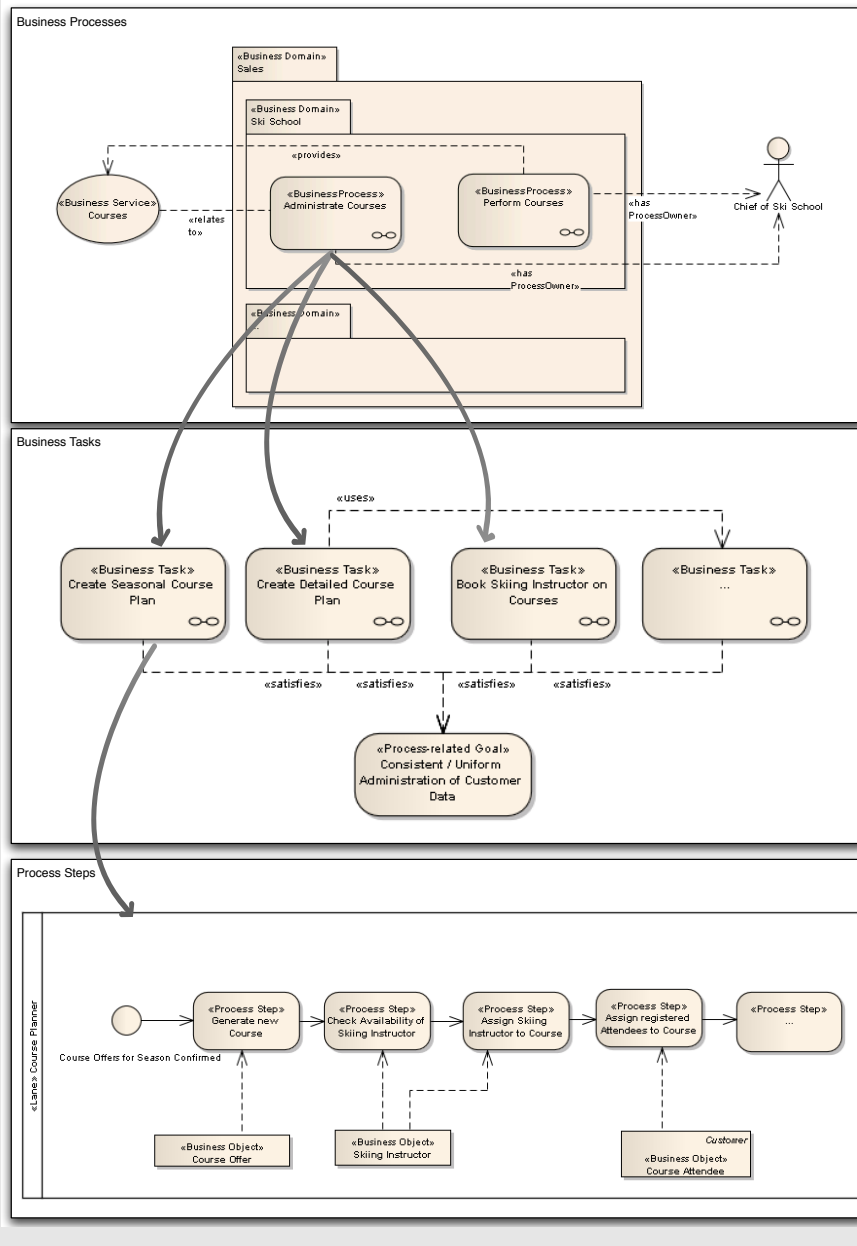 Business Processes
«Business Domain»
Sales
«Business Domain»
Ski School
«provides»
«Business Service»
Courses
«relates
to»
«BusinessProcess»
Administrate Courses
«BusinessProcess»
Perform Courses
«has
ProcessOwner»
Chief of Ski School
«has
ProcessOwner»
«Business Domain»
...
Business Tasks
«uses»
«Business Task»
Create Seasonal Course
Plan
«Business Task»
Create Detailed Course
Plan
«Business Task»
Book Skiing Instructor on
Courses
«Business Task»
...
«satisfies»
«satisfies»
«satisfies»
«satisfies»
«Process-related Goal»
Consistent / Uniform
Administration of Customer
Data
Process Steps
«Lane» Course Planner
Course Offers for Season Confirmed
«Process Step»
Generate new
Course
«Process Step»
Check Availability of
Skiing Instructor
«Process Step»
Assign Skiing
Instructor to Course
«Process Step»
Assign registered
Attendees to Course
«Process Step»
...
«Business Object»
Course Offer
«Business Object»
Skiing Instructor
Customer
«Business Object»
Course Attendee